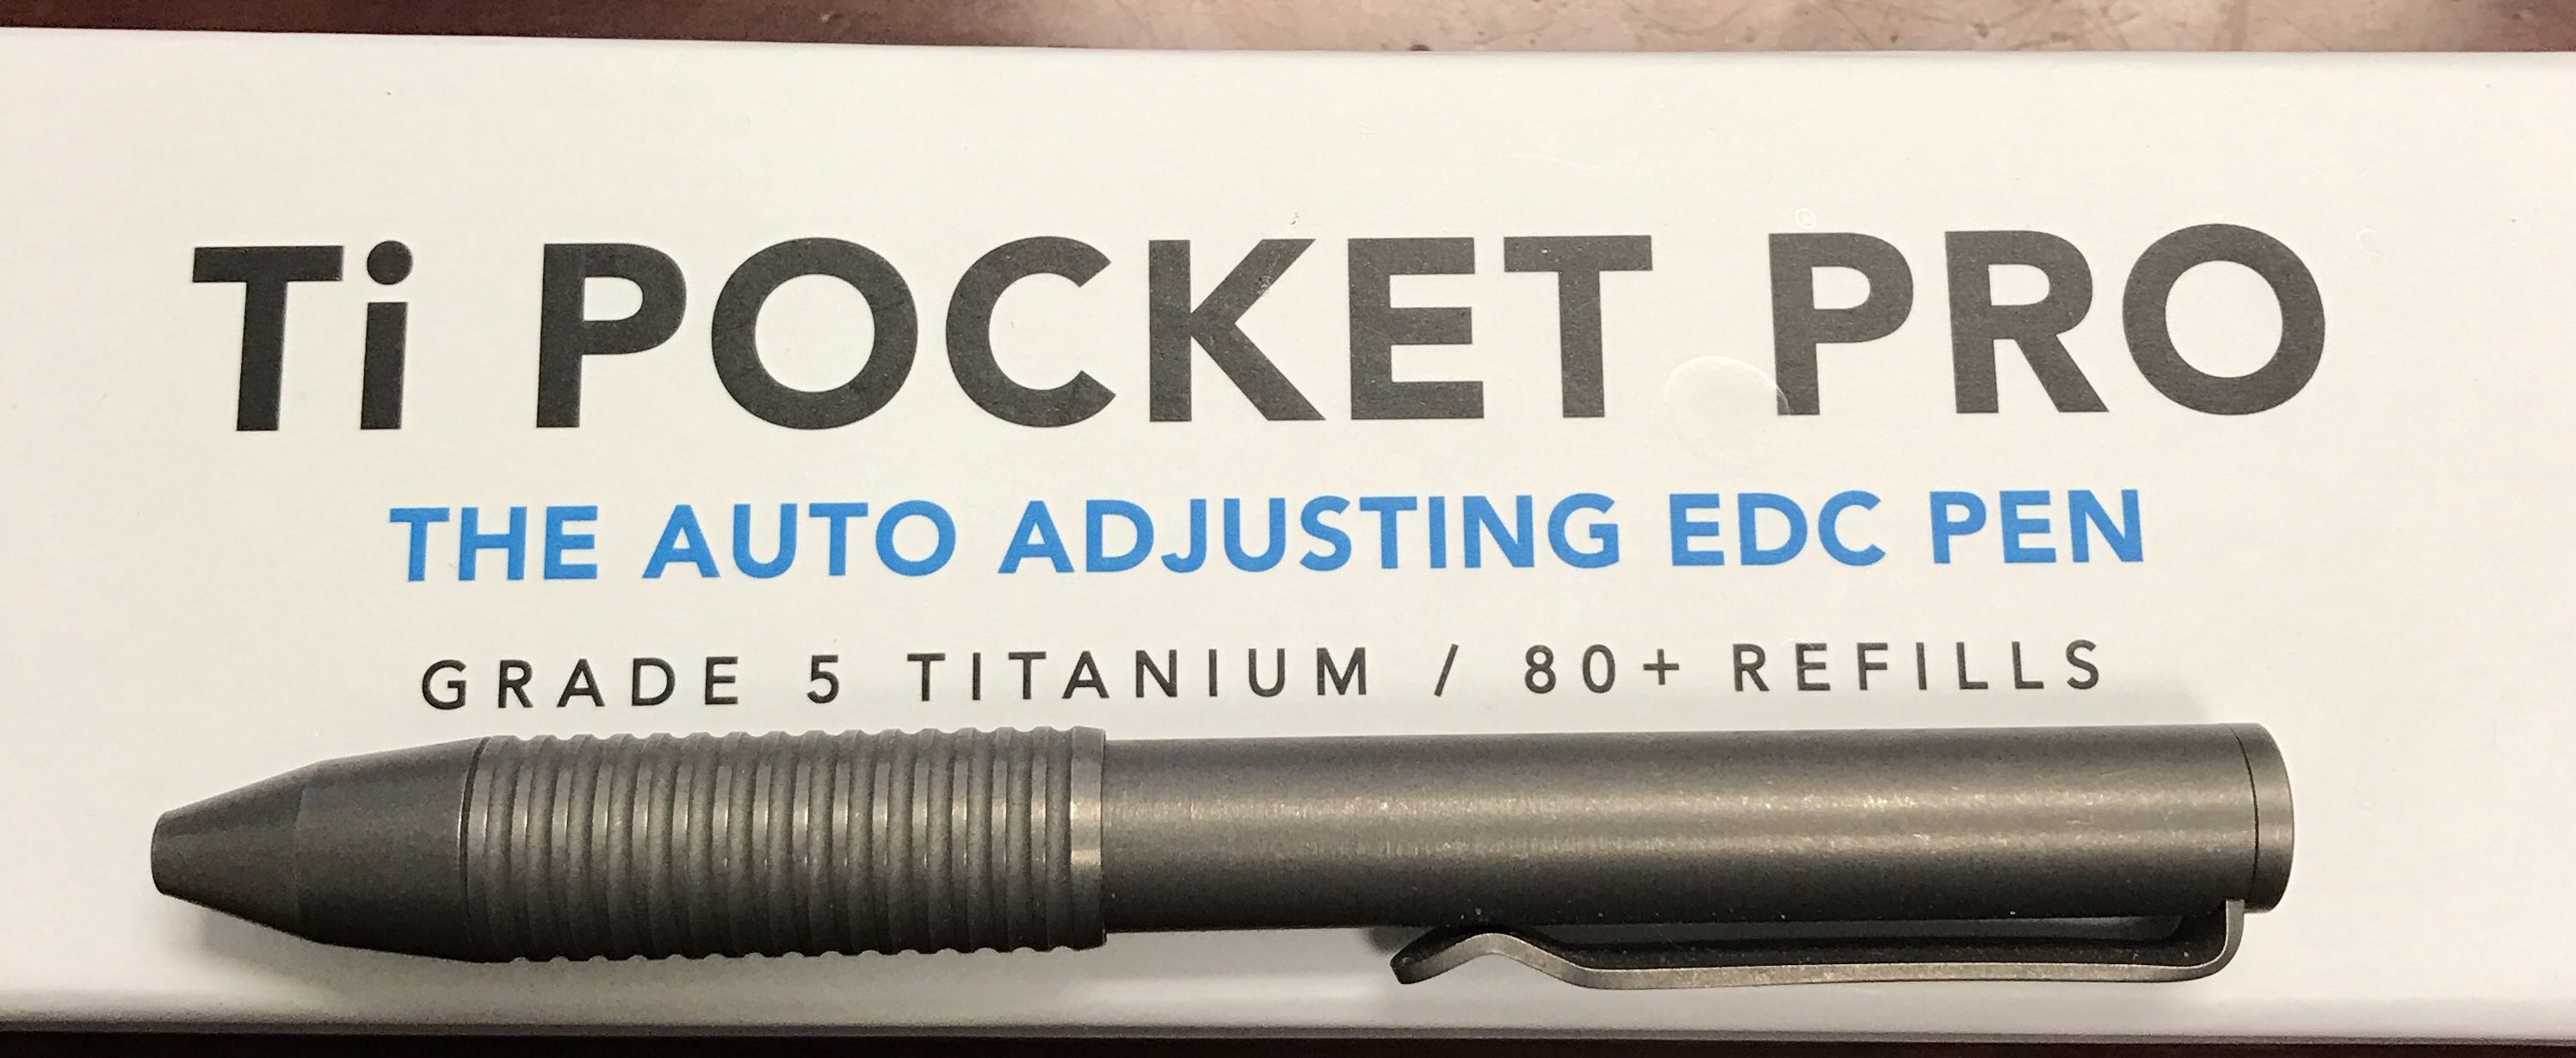 Ti POCKET PRO
THE AUTO ADJUSTING EDC PEN
GRADE 5 TITANIUM / 80+ REFILLS